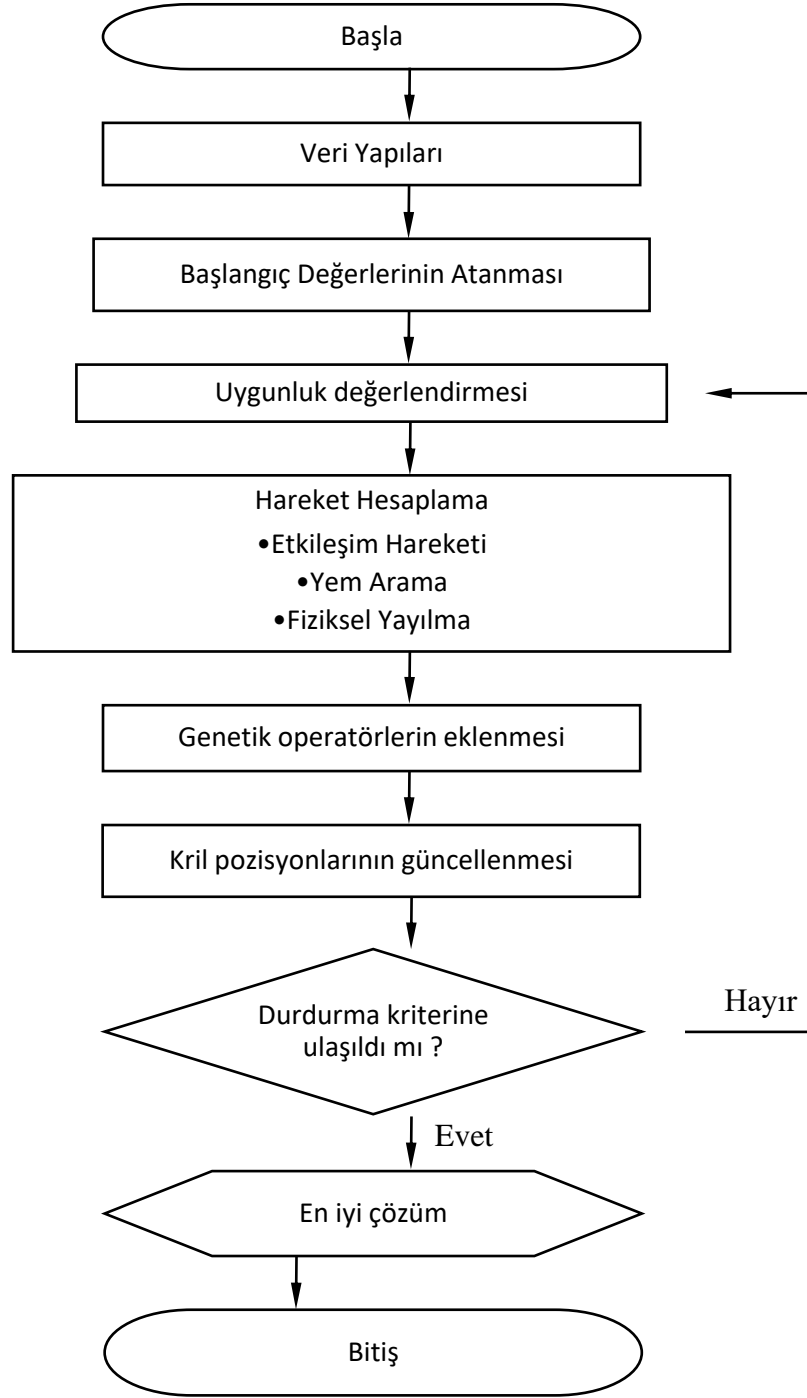 Başla
Veri Yapıları
Başlangıç Değerlerinin Atanması
Uygunluk değerlendirmesi
Hareket Hesaplama
•Etkileşim Hareketi
•Yem Arama
•Fiziksel Yayılma
Genetik operatörlerin eklenmesi
Kril pozisyonlarının güncellenmesi
Durdurma kriterine
ulaşıldı mı ?
Hayır
Evet
En iyi çözüm
Bitiş